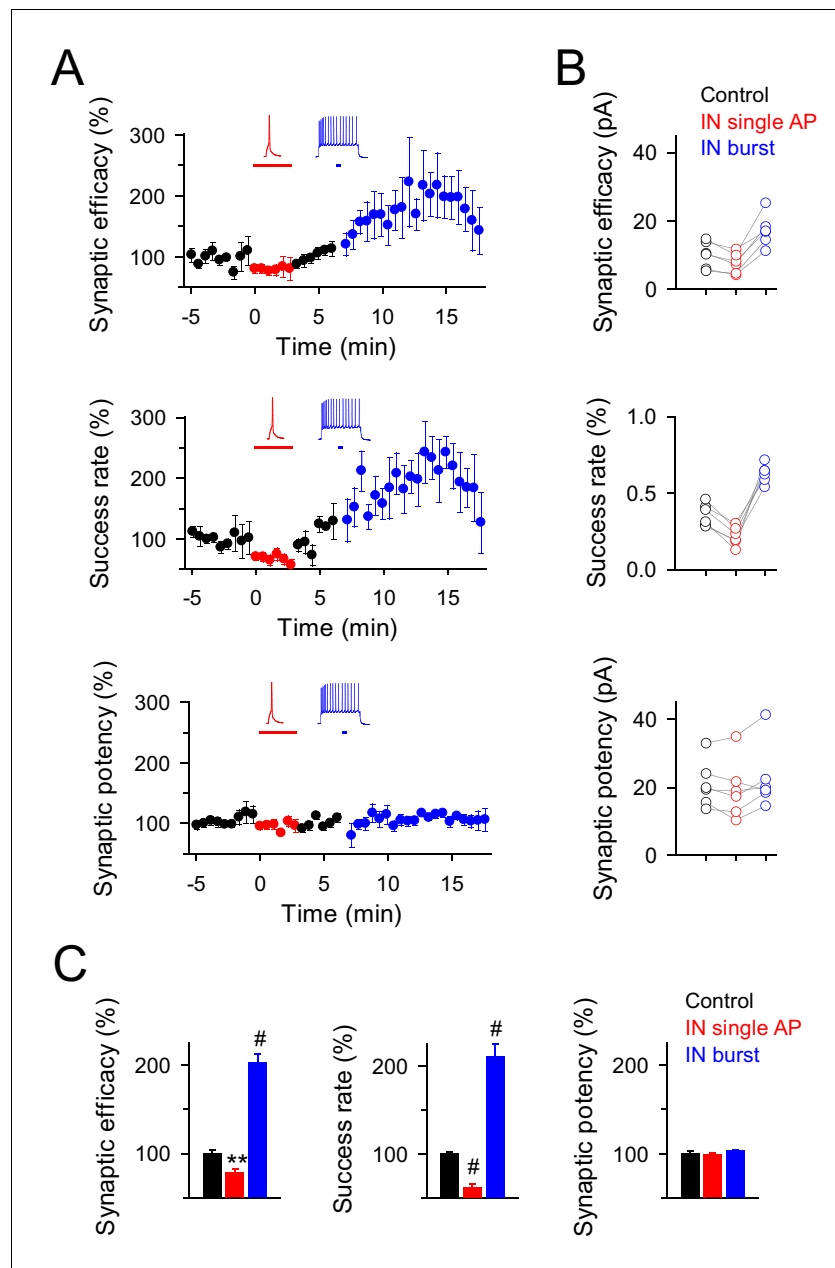 A
B
Synaptic efficacy (%)
300
200
100
-5 0 5 10 15
Time (min)
Control
IN single AP
IN burst
Synaptic efficacy (pA)
40
20
0
Success rate (%)
300
200
100
-5 0 5 10 15
Time (min)
Success rate (%)
1.0
0.5
0.0
Synaptic potency (%)
300
200
100
-5 0 5 10 15
Time (min)
Synaptic potency (pA)
40
20
0
C
Synaptic efficacy (%)
200
100
**
#
Success rate (%)
200
100
#
#
Synaptic potency (%)
200
100
Control
IN single AP
IN burst